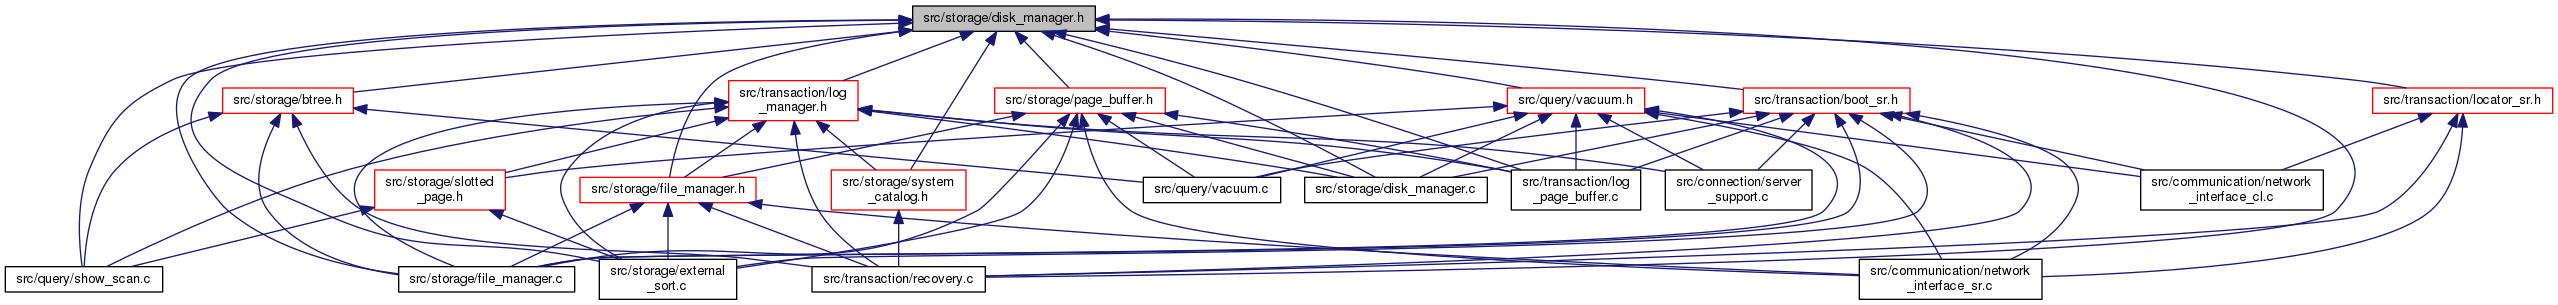 src/storage/disk_manager.h
src/storage/btree.h
src/transaction/log
_manager.h
src/storage/page_buffer.h
src/query/vacuum.h
src/transaction/boot_sr.h
src/transaction/locator_sr.h
src/storage/slotted
_page.h
src/storage/file_manager.h
src/storage/system
_catalog.h
src/query/vacuum.c
src/storage/disk_manager.c
src/transaction/log
_page_buffer.c
src/connection/server
_support.c
src/communication/network
_interface_cl.c
src/query/show_scan.c
src/storage/file_manager.c
src/storage/external
_sort.c
src/transaction/recovery.c
src/communication/network
_interface_sr.c